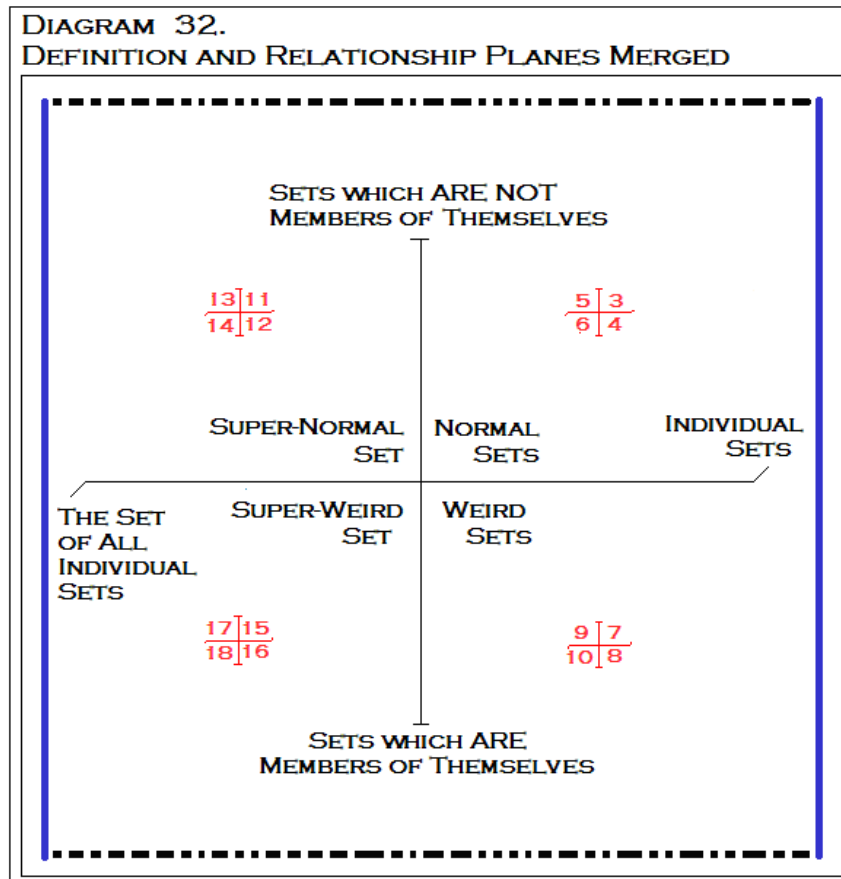 DIAGRAM 32.
DEFINITION AND RELATIONSHIP PLANES MERGED
SETS WHICH ARE NOT
MEMBERS OF THEMSELVES
13 11
14 12
5 3
6 4
SUPER-NORMAL
SET
NORMAL
SETS
INDIVIDUAL
SETS
THE SET
OF ALL
INDIVIDUAL
SETS
SUPER-WEIRD
SET
WEIRD
SETS
17 15
18 16
9 7
10 8
SETS WHICH ARE
MEMBERS OF THEMSELVES